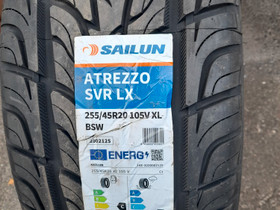 SAILUN
ATREZZO
SVR LX
255/45R20 105V XL
BSW
ENERG